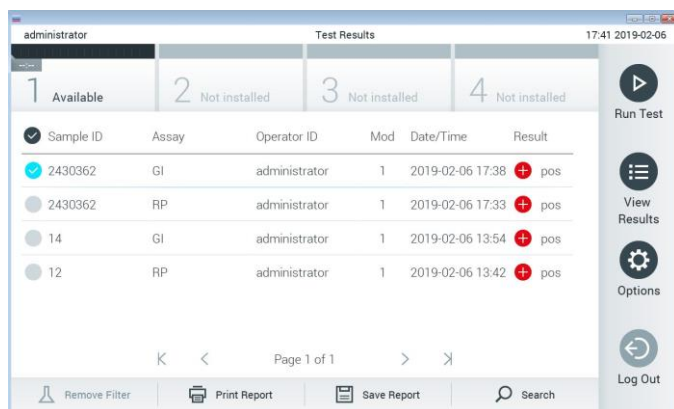 administrator Test Results 17:41 2019-02-06
--:--
1 Available 2 Not installed 3 Not installed 4 Not installed
Run Test
Sample ID Assay Operator ID Mod Date/Time Result
2430362 GI administrator 1 2019-02-06 17:38 pos
2430362 RP administrator 1 2019-02-06 17:33 pos
14 GI administrator 1 2019-02-06 13:54 pos
12 RP administrator 1 2019-02-06 13:42 pos
View
Results
Options
Page 1 of 1
Log Out
Remove Filter Print Report Save Report Search